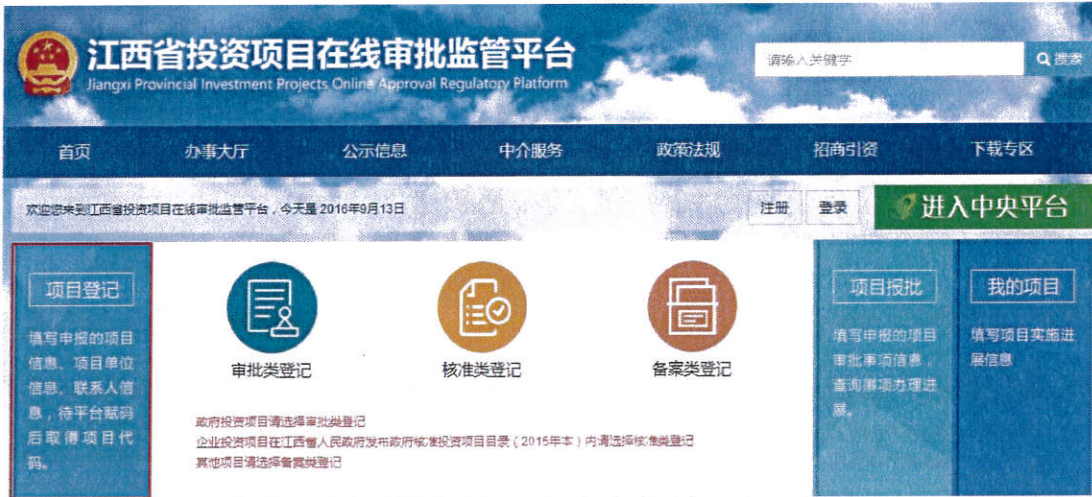 江西省投资项目在线审批监管平台
Jiangxi Provincial Investment Projects Online Approval Regulatory Platform
请输入关键字
搜索
首页 办事大厅 公示信息 中介服务 政策法规 招商引资 下载专区
欢迎您来到江西省投资项目在线审批监管平台，今天是 2016年9月13日
注册 登录 进入中央平台
项目登记
填写申报的项目
信息、项目单位
信息、联系人信
息，待平台赋码
后取得项目代
码。
审批类登记
核准类登记
备案类登记
政府投资项目请选择审批类登记
企业投资项目在江西省人民政府发布政府核准投资项目目录（2015年本）内请选择核准类登记
其他项目请选择备案类登记
项目报批
填写申报的项目
审批事项信息，
查询事项办理进
展。
我的项目
填写项目实施进
展信息